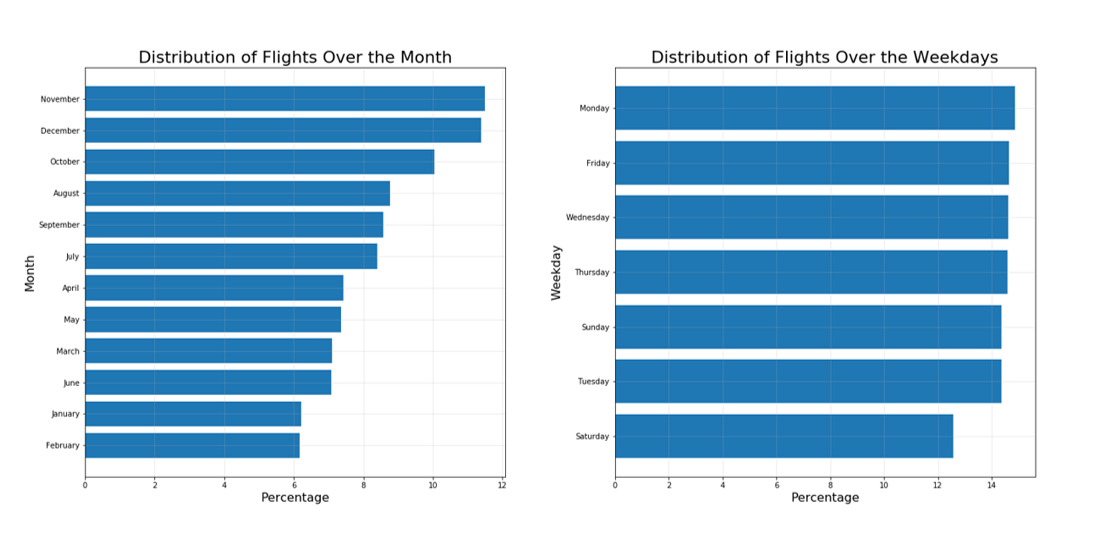 Distribution of Flights Over the Month
November
December
October
August
September
July
April
May
March
June
January
February
Month
0 2 4 6 8 10 12
Percentage
Distribution of Flights Over the Weekdays
Monday
Friday
Wednesday
Thursday
Sunday
Tuesday
Saturday
Weekday
0 2 4 6 8 10 12 14
Percentage